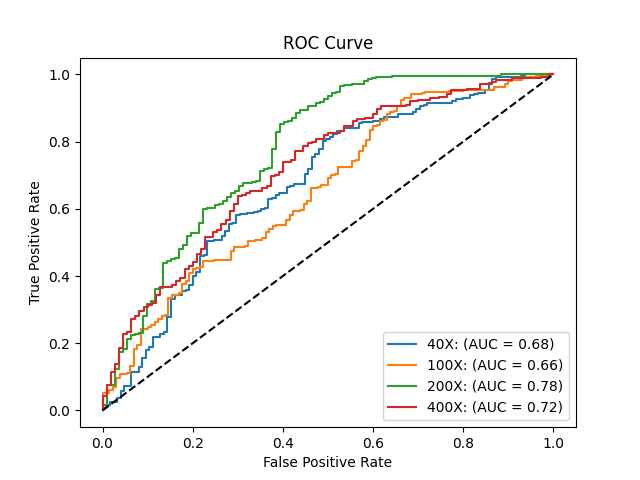 ROC Curve
True Positive Rate
1.0
0.8
0.6
0.4
0.2
0.0
0.0 0.2 0.4 0.6 0.8 1.0
False Positive Rate
40X: (AUC = 0.68)
100X: (AUC = 0.66)
200X: (AUC = 0.78)
400X: (AUC = 0.72)